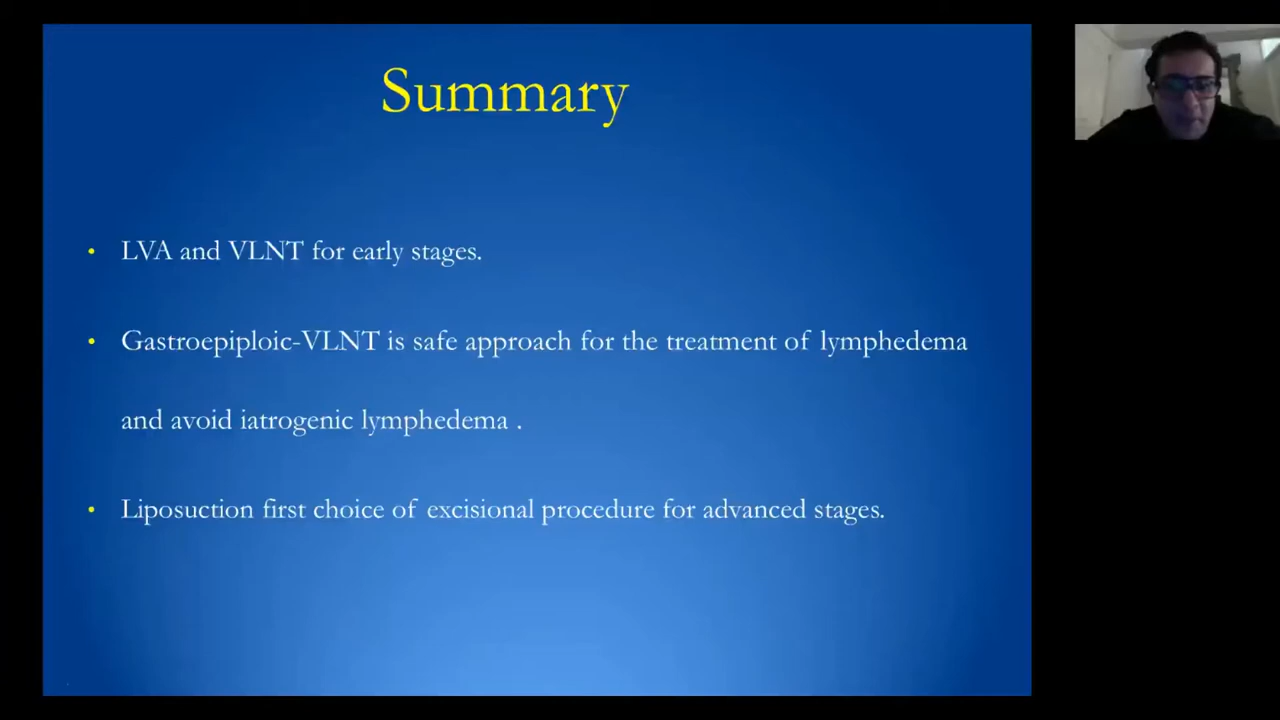 Summary
• LVA and VLNT for early stages.
• Gastroepiploic-VLNT is safe approach for the treatment of lymphedema
and avoid iatrogenic lymphedema .
• Liposuction first choice of excisional procedure for advanced stages.